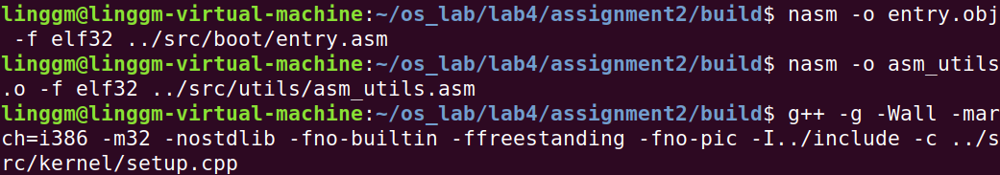 linggm@linggm-virtual-machine:~/os_lab/lab4/assignment2/build$ nasm -o entry.obj
 -f elf32 ../src/boot/entry.asm
linggm@linggm-virtual-machine:~/os_lab/lab4/assignment2/build$ nasm -o asm_utils
.o -f elf32 ../src/utils/asm_utils.asm
linggm@linggm-virtual-machine:~/os_lab/lab4/assignment2/build$ g++ -g -Wall -mar
ch=i386 -m32 -nostdlib -fno-builtin -ffreestanding -fno-pic -I../include -c ../s
rc/kernel/setup.cpp